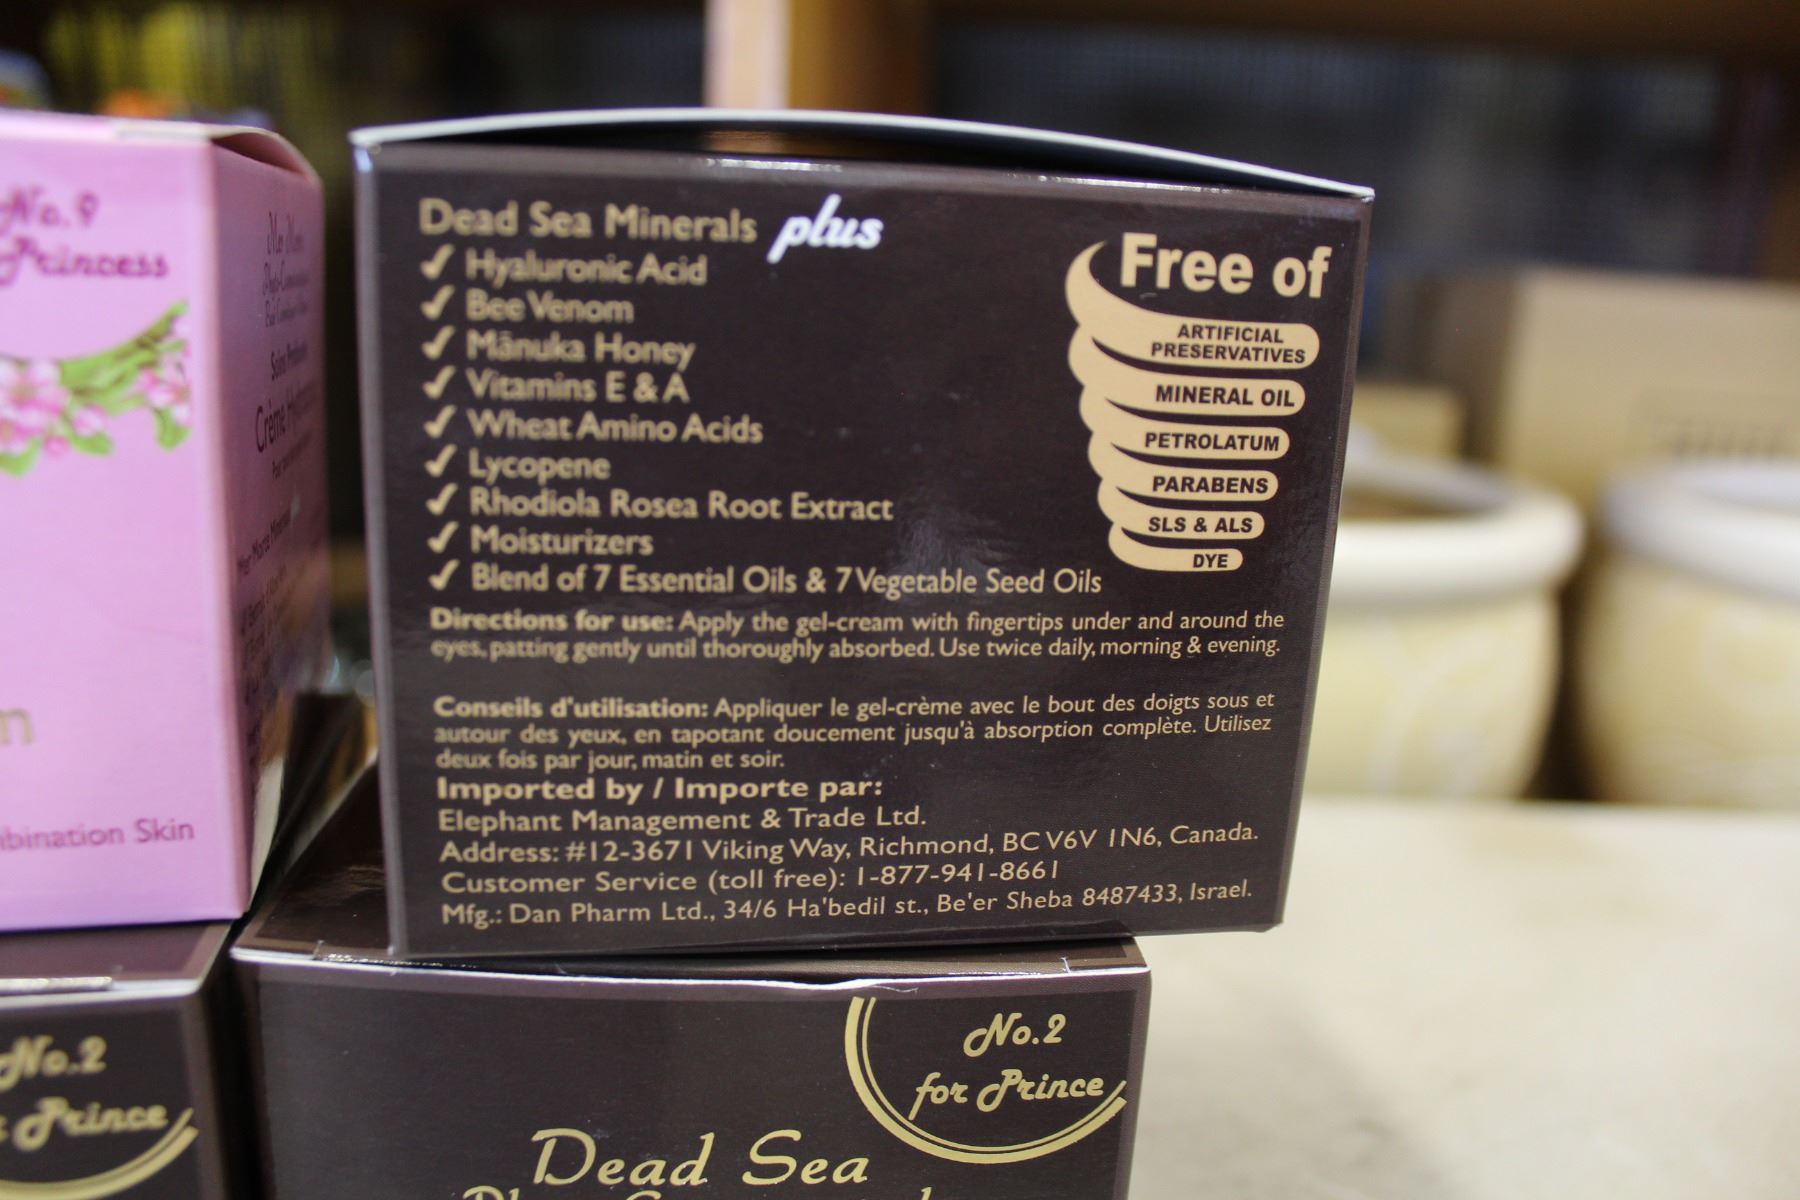 Dead Sea Minerals plus
✓ Hyaluronic Acid
✓ Bee Venom
✓ Mānuka Honey
✓ Vitamins E & A
✓ Wheat Amino Acids
✓ Lycopene
✓ Rhodiola Rosea Root Extract
✓ Moisturizers
✓ Blend of 7 Essential Oils & 7 Vegetable Seed Oils
Free of
ARTIFICIAL
PRESERVATIVES
MINERAL OIL
PETROLATUM
PARABENS
SLS & ALS
DYE
Directions for use: Apply the gel-cream with fingertips under and around the
eyes, patting gently until thoroughly absorbed. Use twice daily, morning & evening.
Conseils d'utilisation: Appliquer le gel-crème avec le bout des doigts sous et
autour des yeux, en tapotant doucement jusqu'à absorption complète. Utilisez
deux fois par jour, matin et soir.
Imported by / Importe par:
Elephant Management & Trade Ltd.
Address: #12-3671 Viking Way, Richmond, BC V6V 1N6, Canada.
Customer Service (toll free): 1-877-941-8661
Mfg.: Dan Pharm Ltd., 34/6 Ha'bedil st., Be'er Sheba 8487433, Israel.
No.9
Princess
Crème
Skin
No.2
Prince
No.2
for Prince
Dead Sea